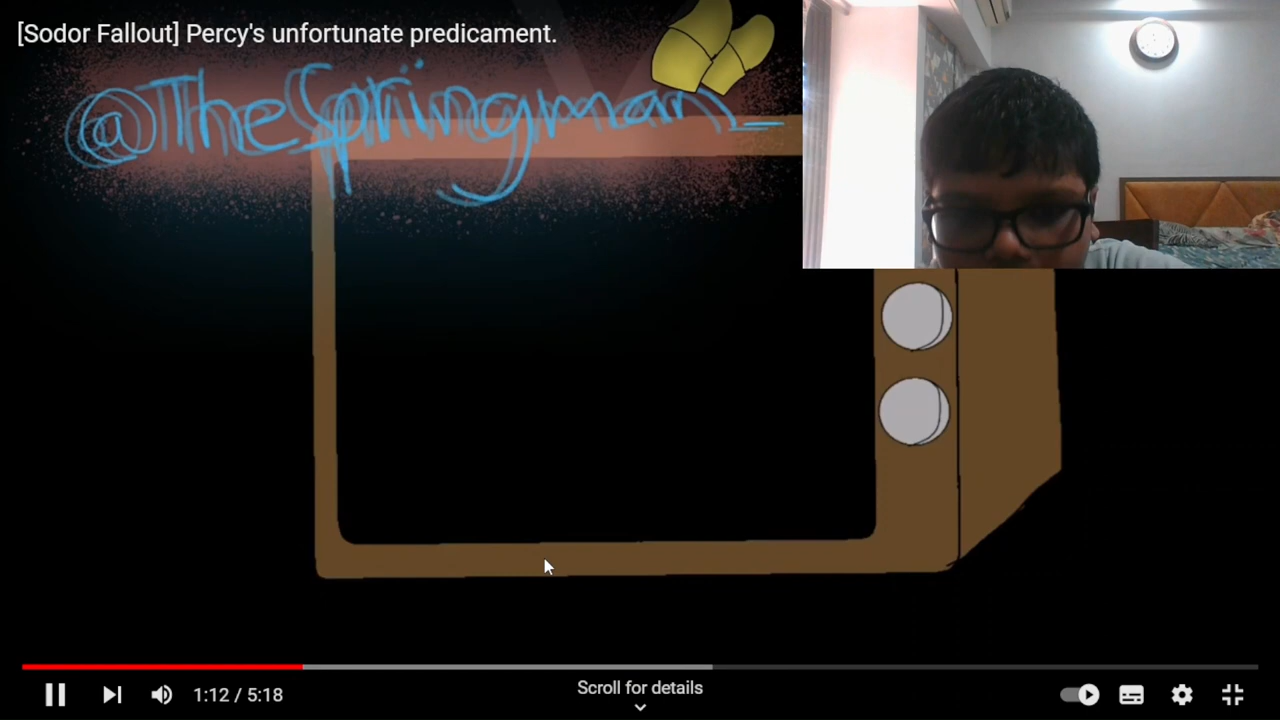 [Sodor Fallout] Percy's unfortunate predicament.
@TheSpringman_
1:12 / 5:18
Scroll for details